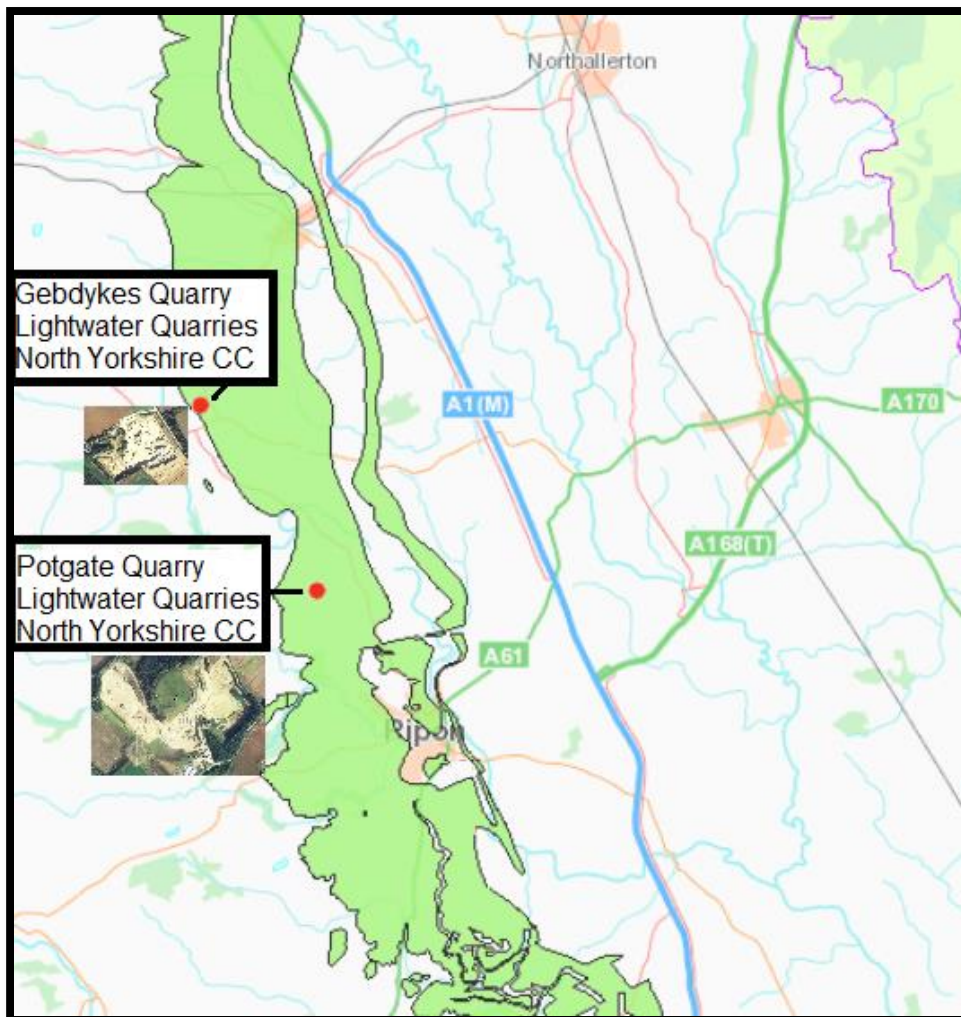 Northallerton
Gebdykes Quarry
Lightwater Quarries
North Yorkshire CC
A1(M)
A170
Potgate Quarry
Lightwater Quarries
North Yorkshire CC
A168(T)
A61
Ripon